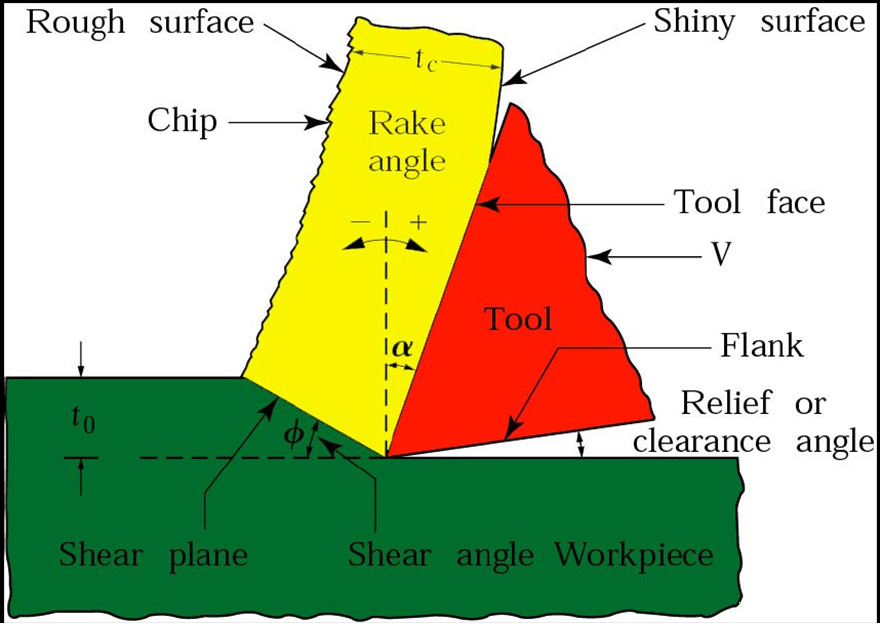 Rough surface
Shiny surface
t_c
Chip
Rake
angle
Tool face
− +
V
Tool
α
Flank
Relief or
clearance angle
t_0
ϕ
Shear plane
Shear angle
Workpiece